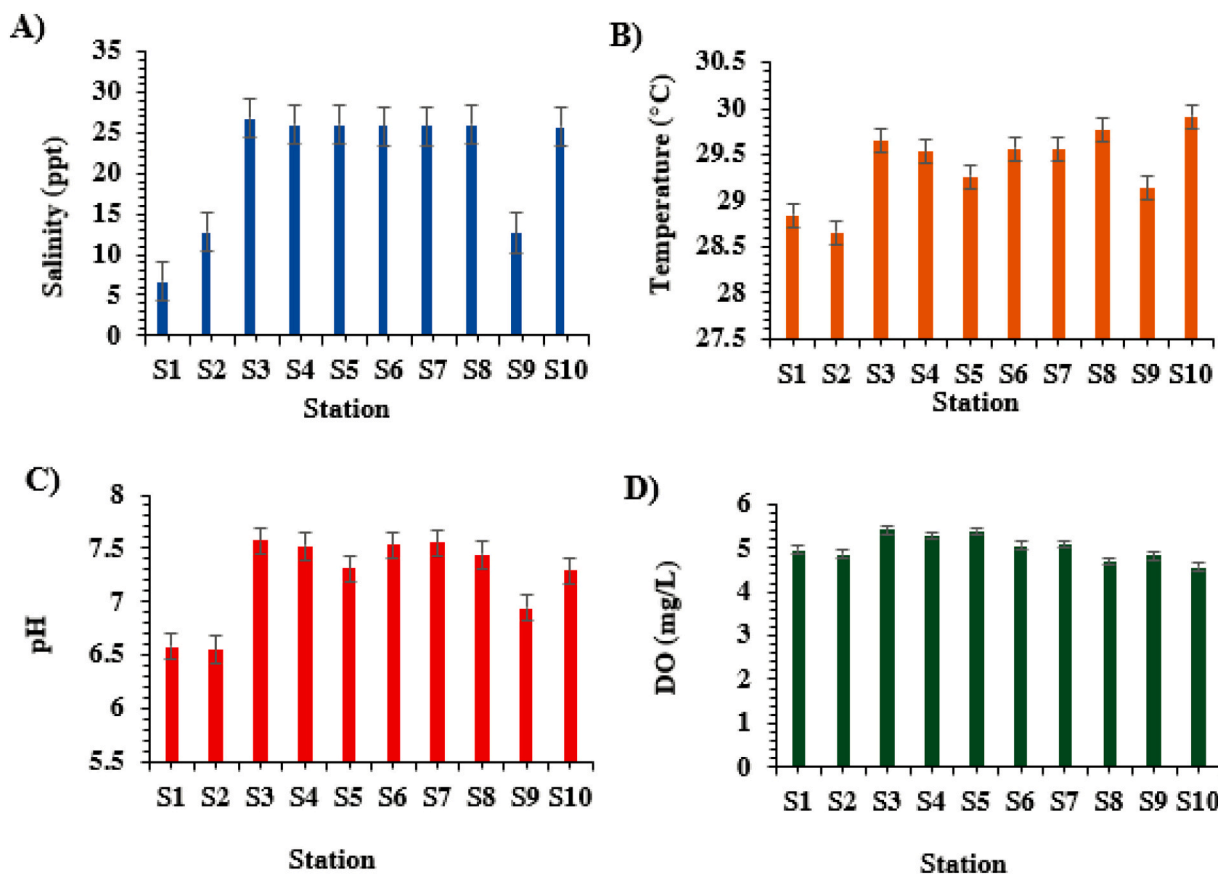 A)
Salinity (ppt)
35
30
25
20
15
10
5
0
S1 S2 S3 S4 S5 S6 S7 S8 S9 S10
Station
B)
Temperature (°C)
30.5
30
29.5
29
28.5
28
27.5
S1 S2 S3 S4 S5 S6 S7 S8 S9 S10
Station
C)
pH
8
7.5
7
6.5
6
5.5
S1 S2 S3 S4 S5 S6 S7 S8 S9 S10
Station
D)
DO (mg/L)
6
5
4
3
2
1
0
S1 S2 S3 S4 S5 S6 S7 S8 S9 S10
Station